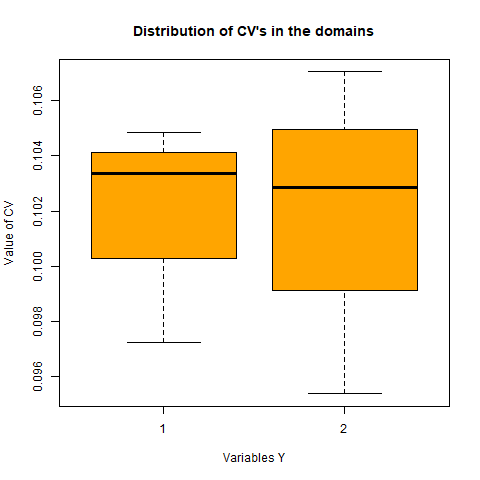 Distribution of CV's in the domains
Value of CV
0.106
0.104
0.102
0.100
0.098
0.096
1 2
Variables Y